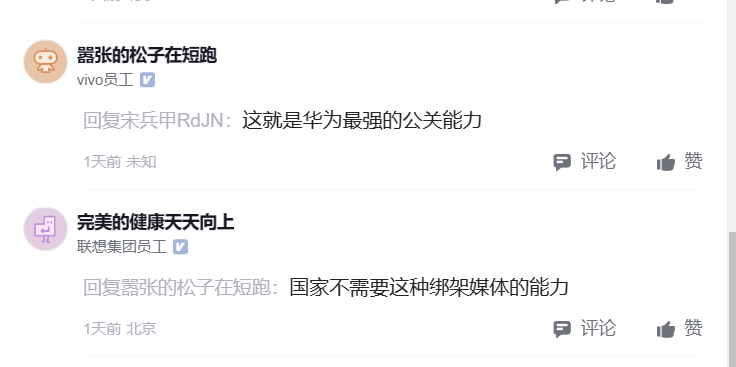 嚣张的松子在短跑
vivo员工 V
回复宋兵甲RdJN：这就是华为最强的公关能力
1天前 未知
评论 赞
完美的健康天天向上
联想集团员工 V
回复嚣张的松子在短跑：国家不需要这种绑架媒体的能力
1天前 北京
评论 赞